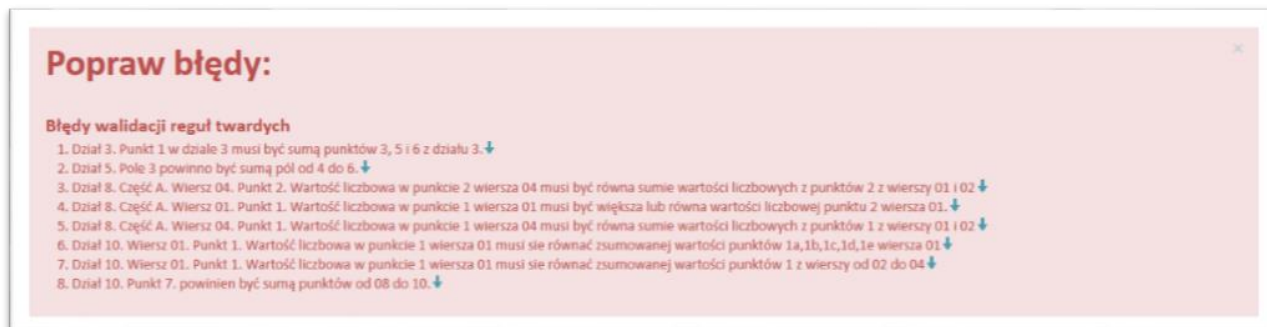 Popraw błędy:
×
Błędy walidacji reguł twardych
1. Dział 3. Punkt 1 w dziale 3 musi być sumą punktów 3, 5 i 6 z działu 3.
2. Dział 5. Pole 3 powinno być sumą pól od 4 do 6.
3. Dział 8. Część A. Wiersz 04. Punkt 2. Wartość liczbowa w punkcie 2 wiersza 04 musi być równa sumie wartości liczbowych z punktów 2 z wierszy 01 i 02
4. Dział 8. Część A. Wiersz 01. Punkt 1. Wartość liczbowa w punkcie 1 wiersza 01 musi być większa lub równa wartości liczbowej punktu 2 wiersza 01.
5. Dział 8. Część A. Wiersz 04. Punkt 1. Wartość liczbowa w punkcie 1 wiersza 04 musi być równa sumie wartości liczbowych z punktów 1 z wierszy 01 i 02
6. Dział 10. Wiersz 01. Punkt 1. Wartość liczbowa w punkcie 1 wiersza 01 musi sie równać zsumowanej wartości punktów 1a,1b,1c,1d,1e wiersza 01
7. Dział 10. Wiersz 01. Punkt 1. Wartość liczbowa w punkcie 1 wiersza 01 musi sie równać zsumowanej wartości punktów 1 z wierszy od 02 do 04
8. Dział 10. Punkt 7. powinien być sumą punktów od 08 do 10.